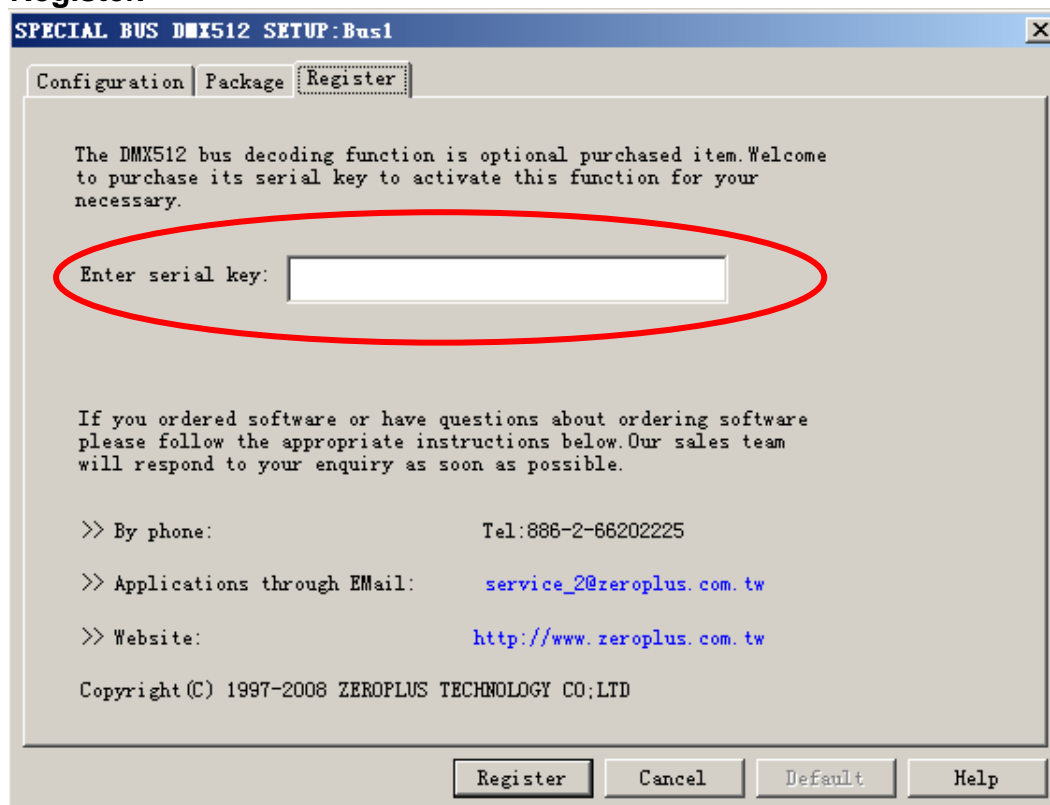 SPECIAL BUS DMX512 SETUP:Bus1
Configuration Package Register
The DMX512 bus decoding function is optional purchased item.Welcome
to purchase its serial key to activate this function for your
necessary.
Enter serial key:
If you ordered software or have questions about ordering software
please follow the appropriate instructions below.Our sales team
will respond to your enquiry as soon as possible.
>> By phone: Tel:886-2-66202225
>> Applications through EMail: service_2@zeroplus.com.tw
>> Website: http://www.zeroplus.com.tw
Copyright(C) 1997-2008 ZEROPLUS TECHNOLOGY CO;LTD
Register Cancel Default Help